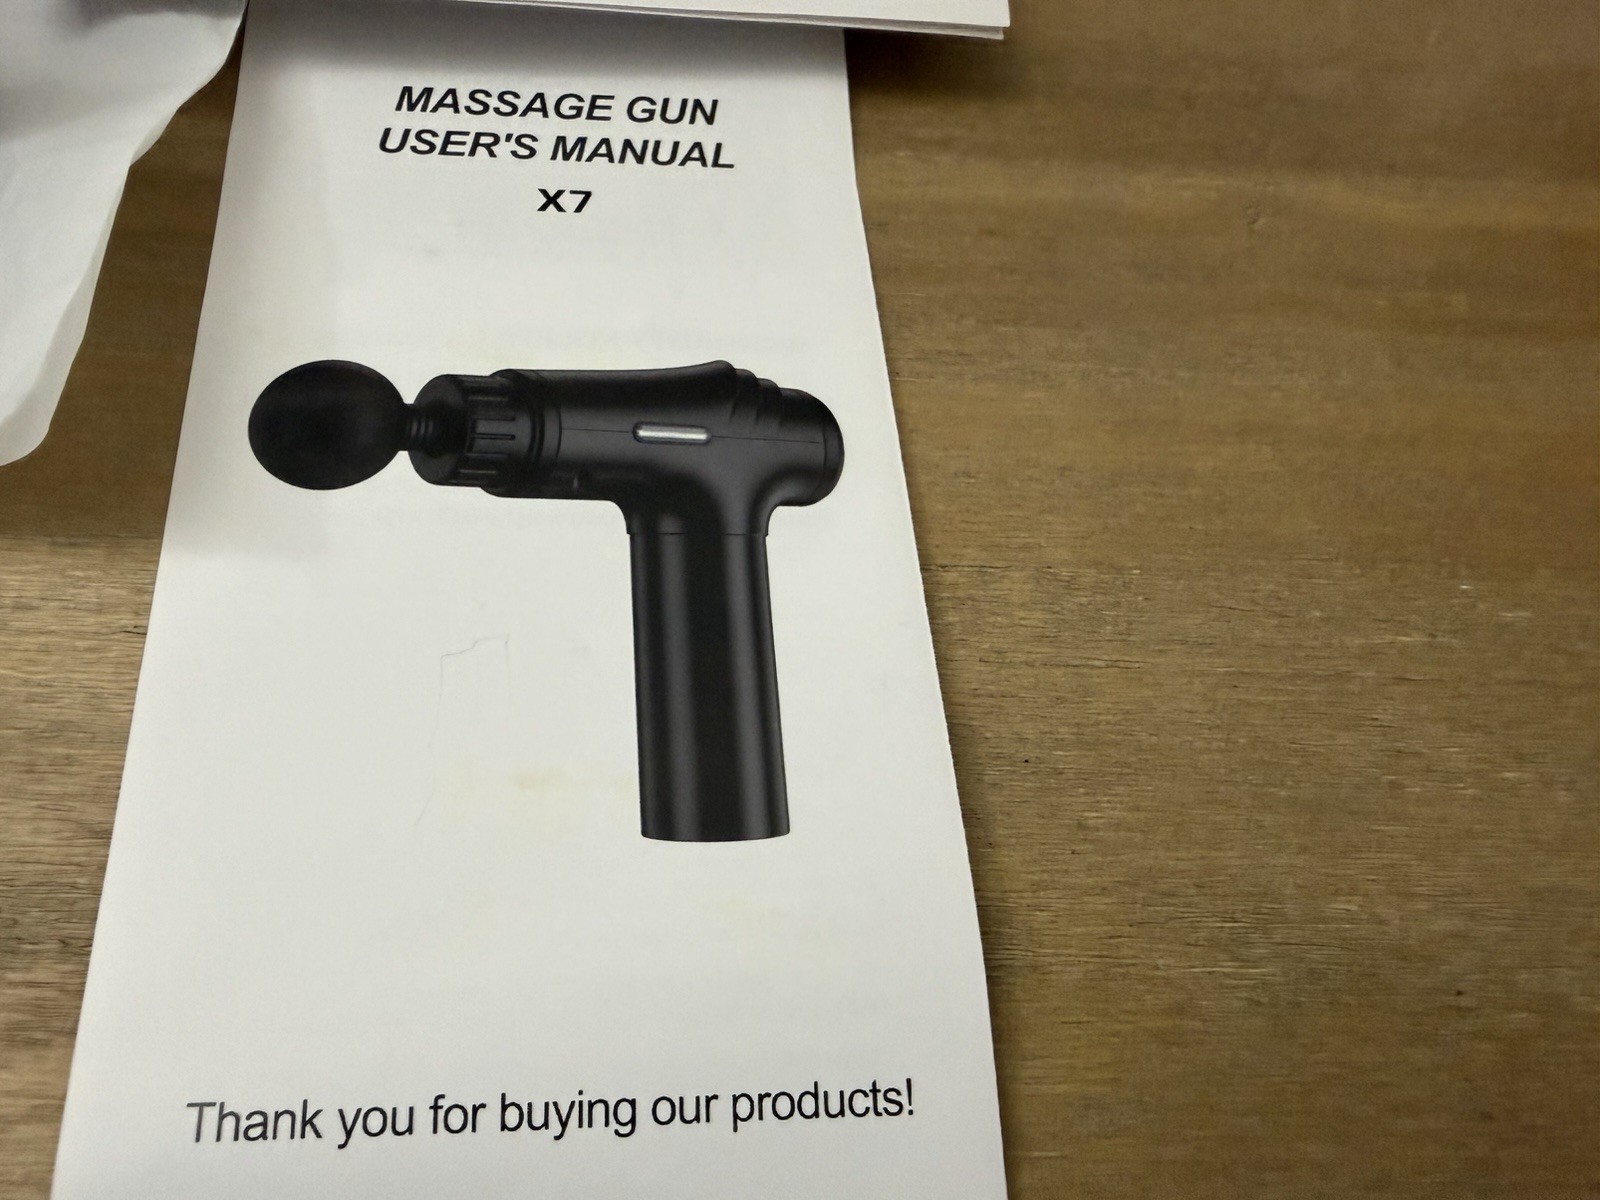 MASSAGE GUN
USER'S MANUAL
X7
Thank you for buying our products!